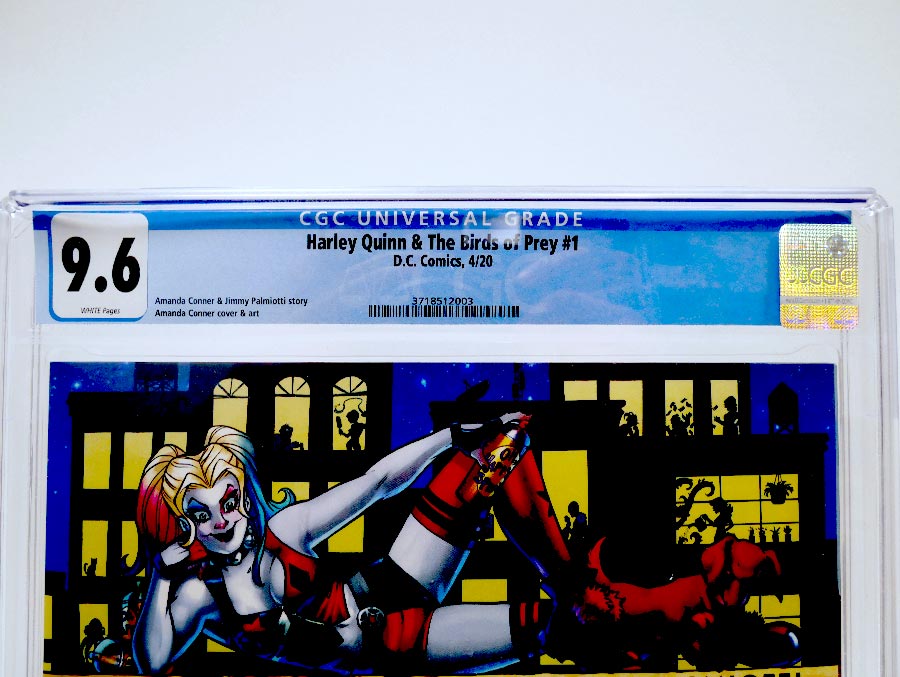 CGC UNIVERSAL GRADE
Harley Quinn & The Birds of Prey #1
D.C. Comics, 4/20
9.6
WHITE Pages
Amanda Conner & Jimmy Palmiotti story
Amanda Conner cover & art
3718512003
CGC